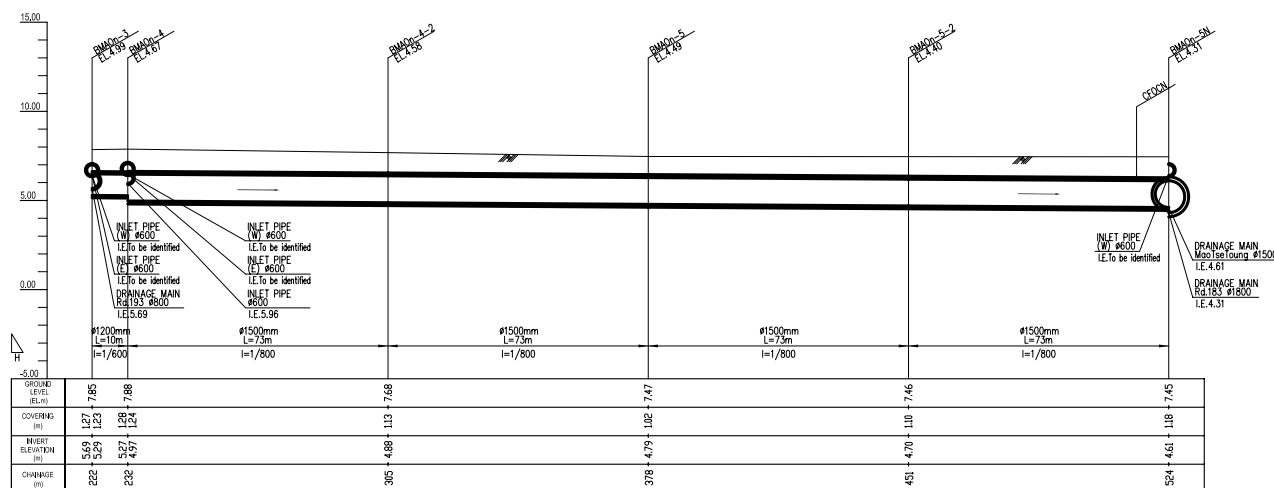 15.00
10.00
5.00
0.00
-5.00
H
BMAOn-3
EL.4.99
BMAOn-4
EL.4.67
BMAOn-4-2
EL.4.58
BMAOn-5
EL.4.49
BMAOn-5-2
EL.4.40
BMAOn-5N
EL.4.31
CFOCN
INLET PIPE
(W) ø600
I.E.To be identified
INLET PIPE
(E) ø600
I.E.To be identified
DRAINAGE MAIN
Rd.193 ø800
I.E.5.69
INLET PIPE
(W) ø600
I.E.To be identified
INLET PIPE
(E) ø600
I.E.To be identified
INLET PIPE
ø600
I.E.5.96
INLET PIPE
(W) ø600
I.E.To be identified
DRAINAGE MAIN
MaoTseToung ø1500
I.E.4.61
DRAINAGE MAIN
Rd.183 ø1800
I.E.4.31
ø1200mm
L=10m
I=1/600
ø1500mm
L=73m
I=1/800
ø1500mm
L=73m
I=1/800
ø1500mm
L=73m
I=1/800
ø1500mm
L=73m
I=1/800
GROUND
LEVEL
(EL-m)
7.85
7.88
7.68
7.47
7.46
7.45
COVERING
(m)
1.27
1.23
1.28
1.24
1.13
1.02
1.10
1.18
INVERT
ELEVATION
(m)
5.69
5.29
5.27
4.97
4.88
4.79
4.70
4.61
CHAINAGE
(m)
222
232
305
378
451
524